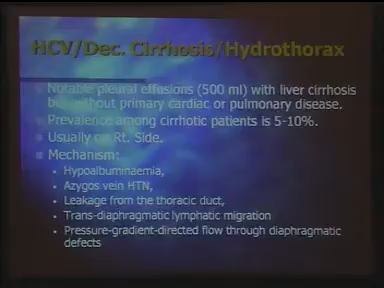 HCV/Dec. Cirrhosis/Hydrothorax
Notable pleural effusions (500 ml) with liver cirrhosis
but without primary cardiac or pulmonary disease.
Prevalence among cirrhotic patients is 5-10%.
Usually on Rt. Side.
Mechanism:
Hypoalbuminaemia,
Azygos vein HTN,
Leakage from the thoracic duct,
Trans-diaphragmatic lymphatic migration
Pressure-gradient-directed flow through diaphragmatic
defects